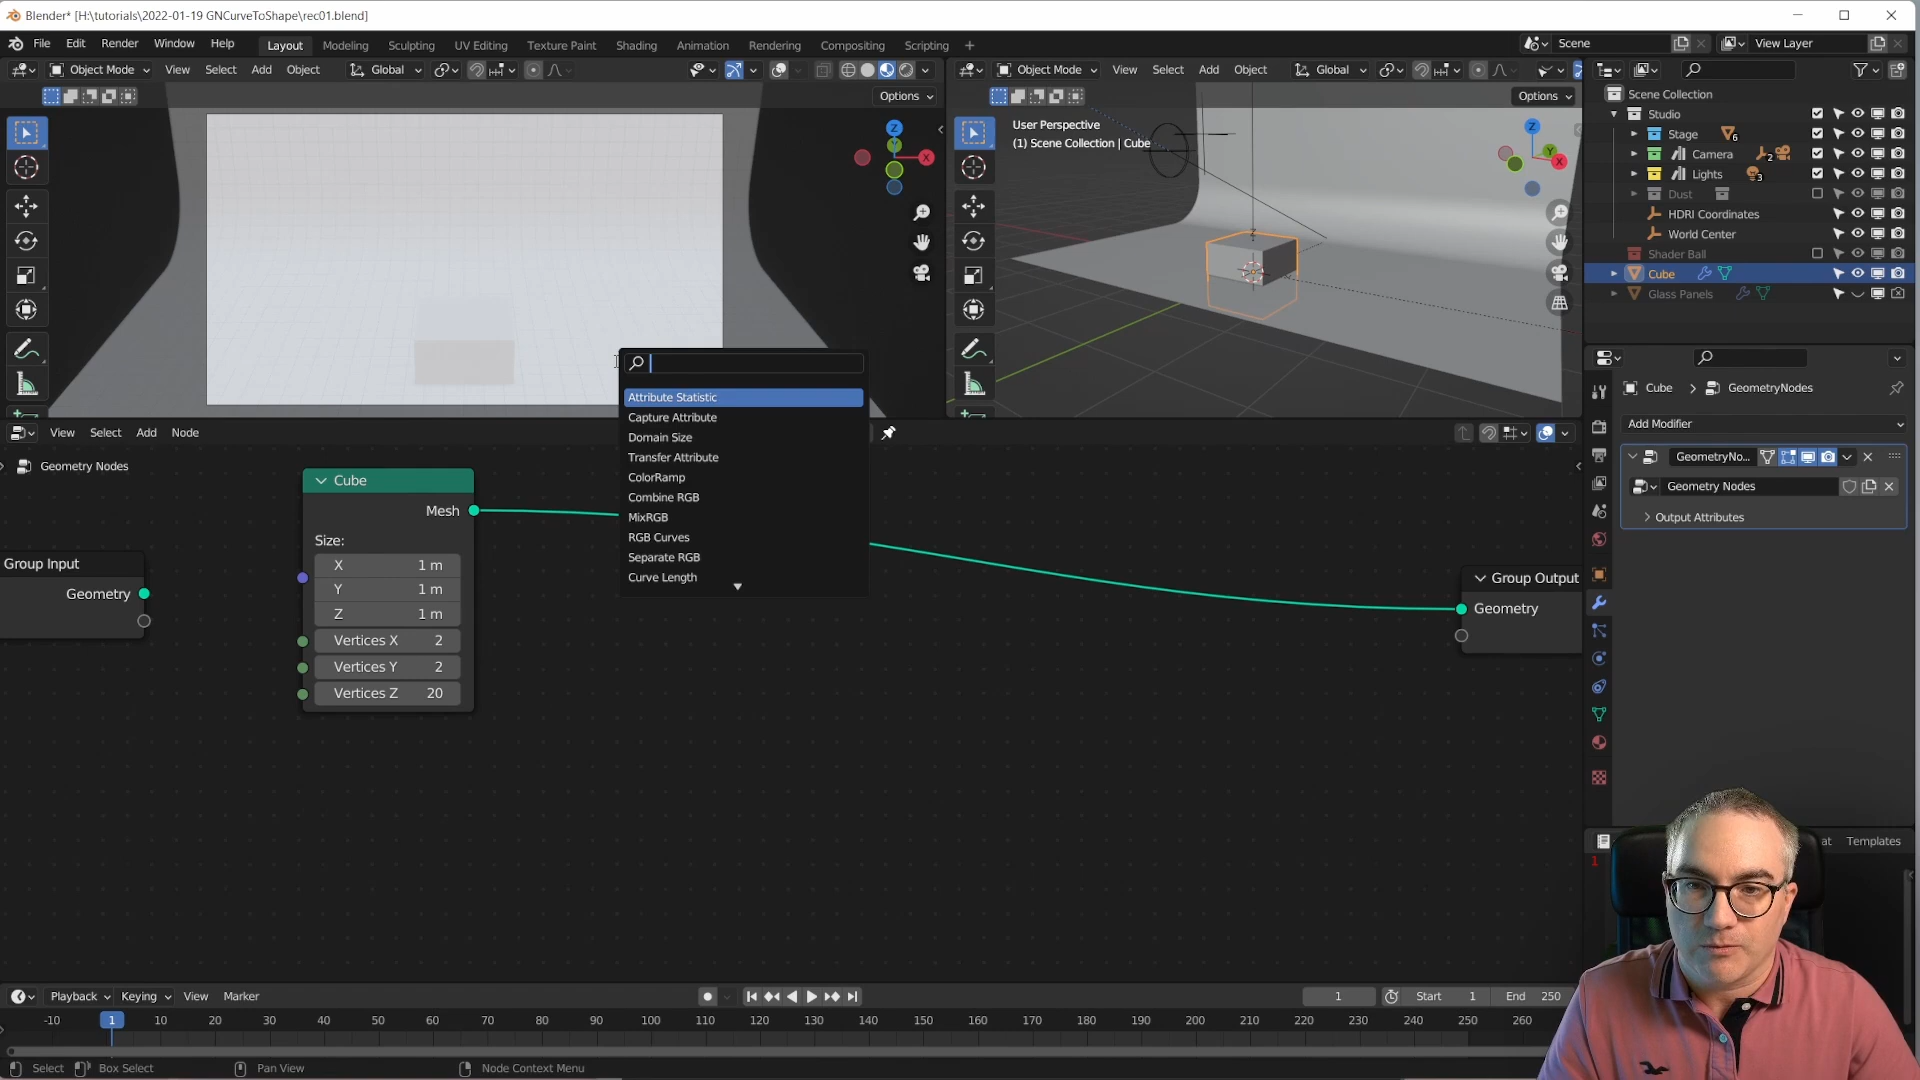 Blender* [H:\tutorials\2022-01-19 GNCurveToShape\rec01.blend]
File Edit Render Window Help Layout Modeling Sculpting UV Editing Texture Paint Shading Animation Rendering Compositing Scripting + Scene View Layer
Object Mode View Select Add Object Global
Object Mode View Select Add Object Global
Options
Options
User Perspective
(1) Scene Collection | Cube
Z
Y
X
Z
Y
X
Scene Collection
Studio
Stage 6
Camera 2
Lights 3
Dust
HDRI Coordinates
World Center
Shader Ball
Cube
Glass Panels
Cube > GeometryNodes
Add Modifier
GeometryNo...
Geometry Nodes
Output Attributes
View Select Add Node
Geometry Nodes
Group Input
Geometry
Cube
Mesh
Size:
X 1 m
Y 1 m
Z 1 m
Vertices X 2
Vertices Y 2
Vertices Z 20
Attribute Statistic
Capture Attribute
Domain Size
Transfer Attribute
ColorRamp
Combine RGB
MixRGB
RGB Curves
Separate RGB
Curve Length
Group Output
Geometry
at Templates
1
Playback Keying View Marker 1 Start 1 End 250
-10 1 10 20 30 40 50 60 70 80 90 100 110 120 130 140 150 160 170 180 190 200 210 220 230 240 250 260
Select Box Select Pan View Node Context Menu